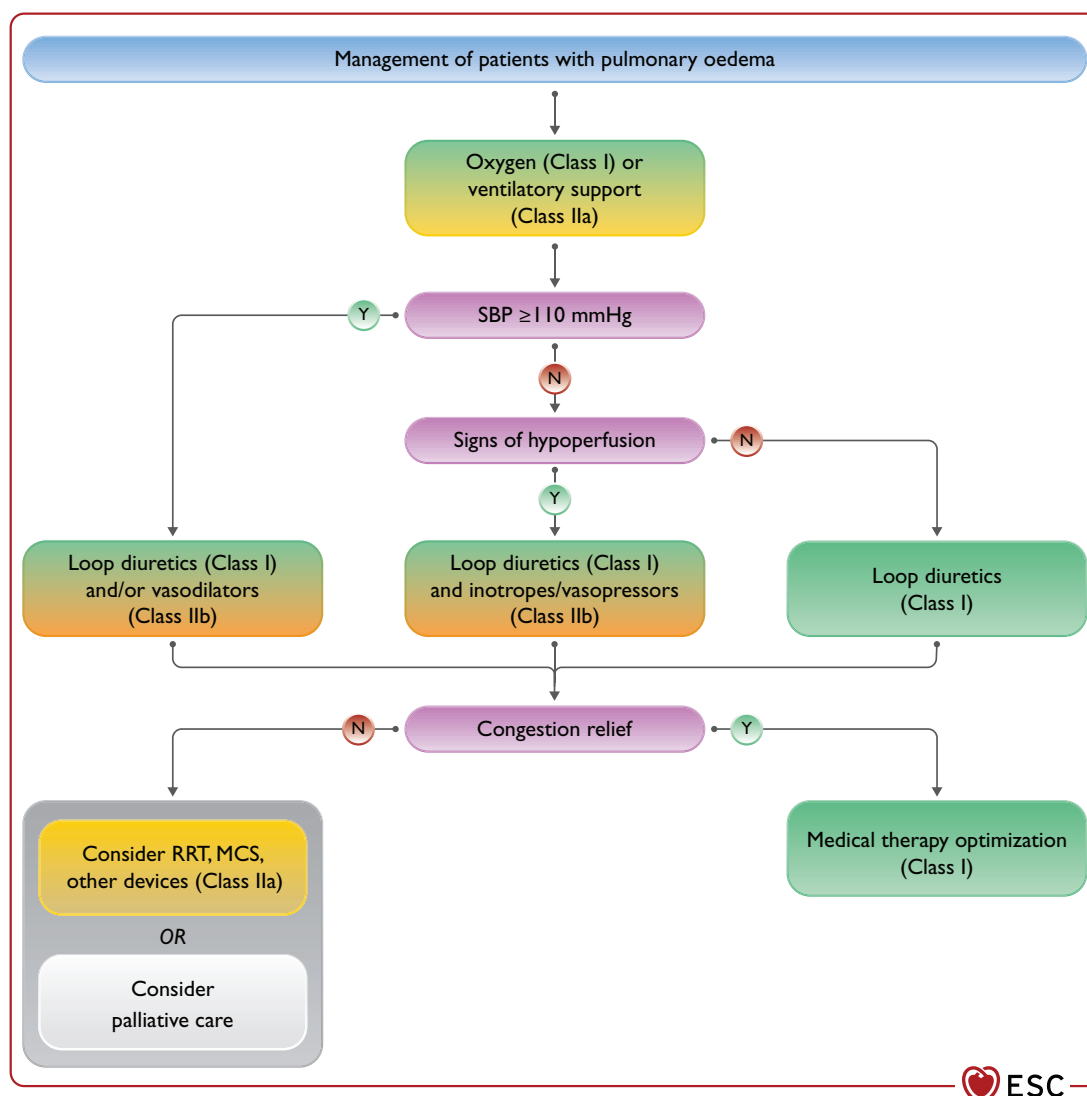 Management of patients with pulmonary oedema
Oxygen (Class I) or
ventilatory support
(Class IIa)
SBP ≥110 mmHg
Y
N
Signs of hypoperfusion
N
Y
Loop diuretics (Class I)
and/or vasodilators
(Class IIb)
Loop diuretics (Class I)
and inotropes/vasopressors
(Class IIb)
Loop diuretics
(Class I)
Congestion relief
N
Y
Consider RRT, MCS,
other devices (Class IIa)
OR
Consider
palliative care
Medical therapy optimization
(Class I)
ESC